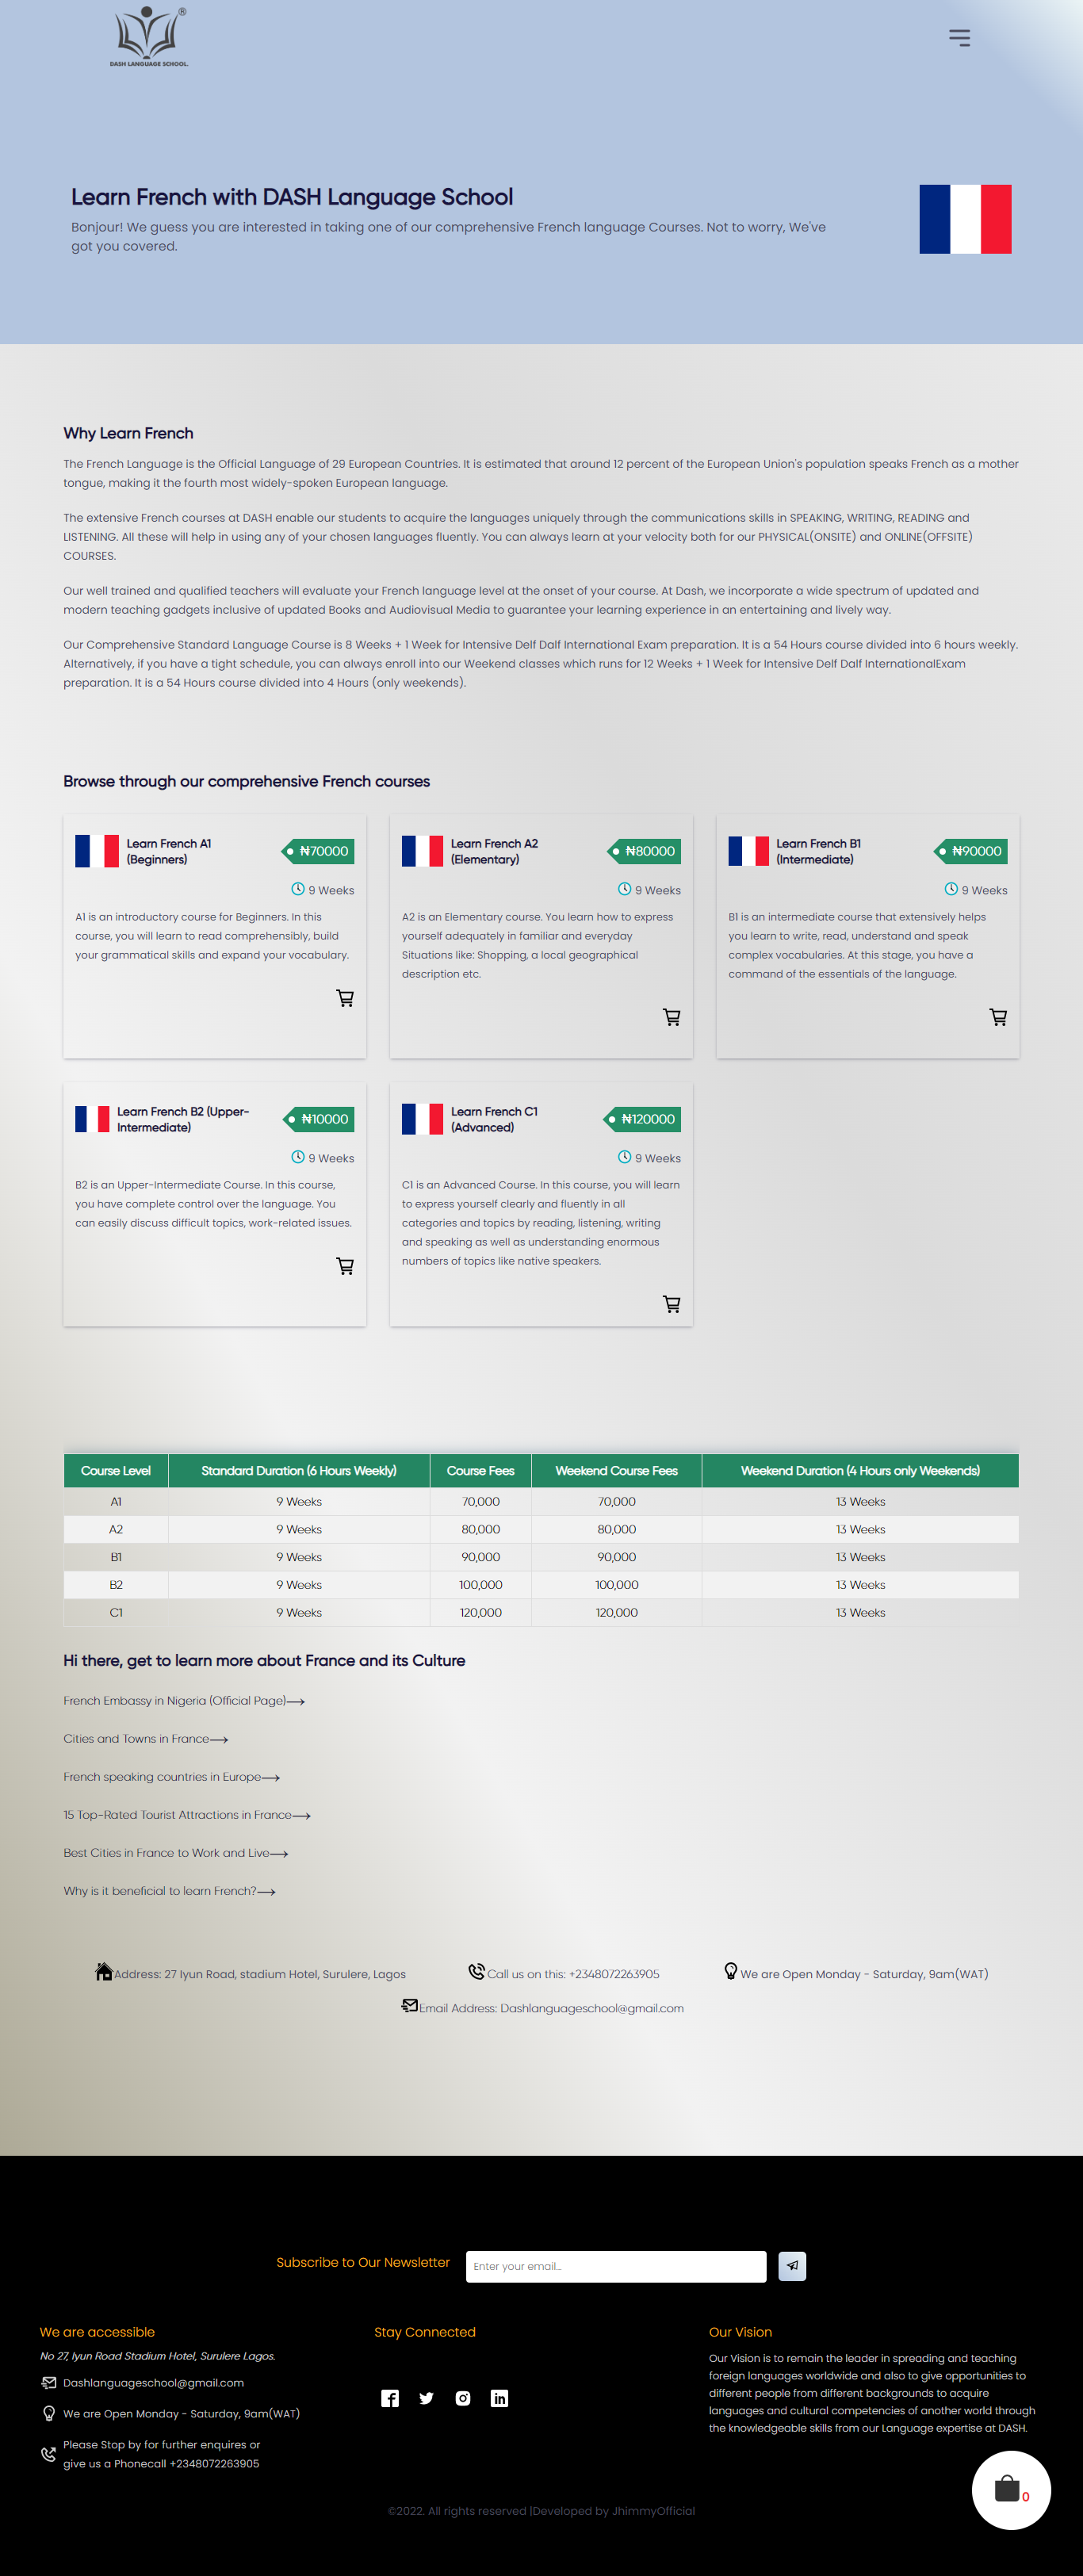 ®
DASH LANGUAGE SCHOOL.
Learn French with DASH Language School
Bonjour! We guess you are interested in taking one of our comprehensive French language Courses. Not to worry, We've
got you covered.
Why Learn French
The French Language is the Official Language of 29 European Countries. It is estimated that around 12 percent of the European Union's population speaks French as a mother
tongue, making it the fourth most widely-spoken European language.
The extensive French courses at DASH enable our students to acquire the languages uniquely through the communications skills in SPEAKING, WRITING, READING and
LISTENING. All these will help in using any of your chosen languages fluently. You can always learn at your velocity both for our PHYSICAL(ONSITE) and ONLINE(OFFSITE)
COURSES.
Our well trained and qualified teachers will evaluate your French language level at the onset of your course. At Dash, we incorporate a wide spectrum of updated and
modern teaching gadgets inclusive of updated Books and Audiovisual Media to guarantee your learning experience in an entertaining and lively way.
Our Comprehensive Standard Language Course is 8 Weeks + 1 Week for Intensive Delf Dalf International Exam preparation. It is a 54 Hours course divided into 6 hours weekly.
Alternatively, if you have a tight schedule, you can always enroll into our Weekend classes which runs for 12 Weeks + 1 Week for Intensive Delf Dalf InternationalExam
preparation. It is a 54 Hours course divided into 4 Hours (only weekends).
Browse through our comprehensive French courses
Learn French A1
(Beginners)
₦70000
9 Weeks
A1 is an introductory course for Beginners. In this
course, you will learn to read comprehensibly, build
your grammatical skills and expand your vocabulary.
Learn French A2
(Elementary)
₦80000
9 Weeks
A2 is an Elementary course. You learn how to express
yourself adequately in familiar and everyday
Situations like: Shopping, a local geographical
description etc.
Learn French B1
(Intermediate)
₦90000
9 Weeks
B1 is an intermediate course that extensively helps
you learn to write, read, understand and speak
complex vocabularies. At this stage, you have a
command of the essentials of the language.
Learn French B2 (Upper-
Intermediate)
₦10000
9 Weeks
B2 is an Upper-Intermediate Course. In this course,
you have complete control over the language. You
can easily discuss difficult topics, work-related issues.
Learn French C1
(Advanced)
₦120000
9 Weeks
C1 is an Advanced Course. In this course, you will learn
to express yourself clearly and fluently in all
categories and topics by reading, listening, writing
and speaking as well as understanding enormous
numbers of topics like native speakers.
Course Level Standard Duration (6 Hours Weekly) Course Fees Weekend Course Fees Weekend Duration (4 Hours only Weekends)
A1 9 Weeks 70,000 70,000 13 Weeks
A2 9 Weeks 80,000 80,000 13 Weeks
B1 9 Weeks 90,000 90,000 13 Weeks
B2 9 Weeks 100,000 100,000 13 Weeks
C1 9 Weeks 120,000 120,000 13 Weeks
Hi there, get to learn more about France and its Culture
French Embassy in Nigeria (Official Page)⟶
Cities and Towns in France⟶
French speaking countries in Europe⟶
15 Top-Rated Tourist Attractions in France⟶
Best Cities in France to Work and Live⟶
Why is it beneficial to learn French?⟶
Address: 27 Iyun Road, stadium Hotel, Surulere, Lagos
Call us on this: +2348072263905
We are Open Monday - Saturday, 9am(WAT)
Email Address: Dashlanguageschool@gmail.com
Subscribe to Our Newsletter
Enter your email...
We are accessible
No 27, Iyun Road Stadium Hotel, Surulere Lagos.
Dashlanguageschool@gmail.com
We are Open Monday - Saturday, 9am(WAT)
Please Stop by for further enquires or
give us a Phonecall +2348072263905
Stay Connected
Our Vision
Our Vision is to remain the leader in spreading and teaching
foreign languages worldwide and also to give opportunities to
different people from different backgrounds to acquire
languages and cultural competencies of another world through
the knowledgeable skills from our Language expertise at DASH.
0
©2022. All rights reserved |Developed by JhimmyOfficial